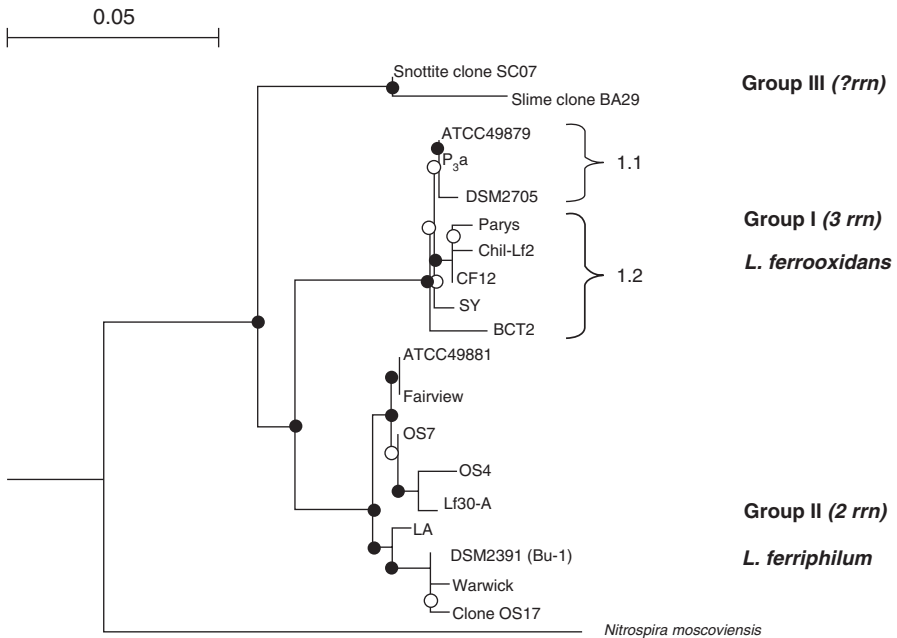 0.05
Snottite clone SC07
Slime clone BA29
Group III (?rrn)
ATCC49879
P3a
DSM2705
1.1
Parys
Chil-Lf2
CF12
SY
BCT2
1.2
Group I (3 rrn)
L. ferrooxidans
ATCC49881
Fairview
OS7
OS4
Lf30-A
LA
DSM2391 (Bu-1)
Warwick
Clone OS17
Group II (2 rrn)
L. ferriphilum
Nitrospira moscoviensis